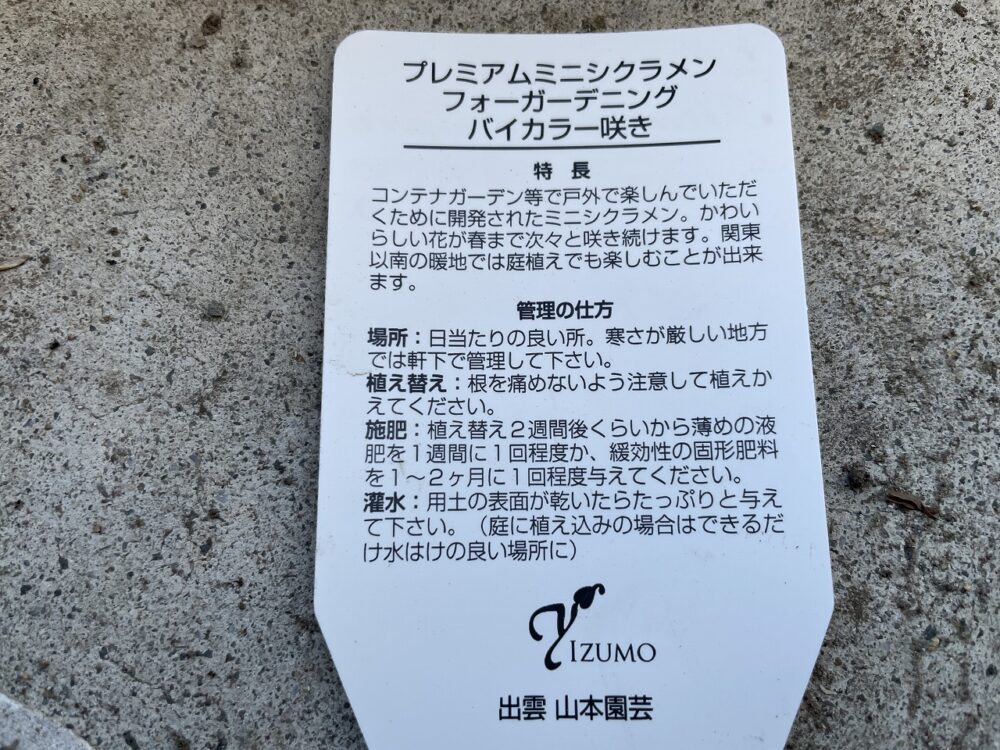 プレミアムミニシクラメン
フォーガーデニング
バイカラー咲き
特 長
コンテナガーデン等で戸外で楽しんでいただ
くために開発されたミニシクラメン。かわい
らしい花が春まで次々と咲き続けます。関東
以南の暖地では庭植えでも楽しむことが出来
ます。
管理の仕方
場所：日当たりの良い所。寒さが厳しい地方
では軒下で管理して下さい。
植え替え：根を痛めないよう注意して植えか
えてください。
施肥：植え替え２週間後くらいから薄めの液
肥を１週間に１回程度か、緩効性の固形肥料
を１～２ヶ月に１回程度与えてください。
灌水：用土の表面が乾いたらたっぷりと与え
て下さい。（庭に植え込みの場合はできるだ
け水はけの良い場所に）
Y IZUMO
出雲 山本園芸